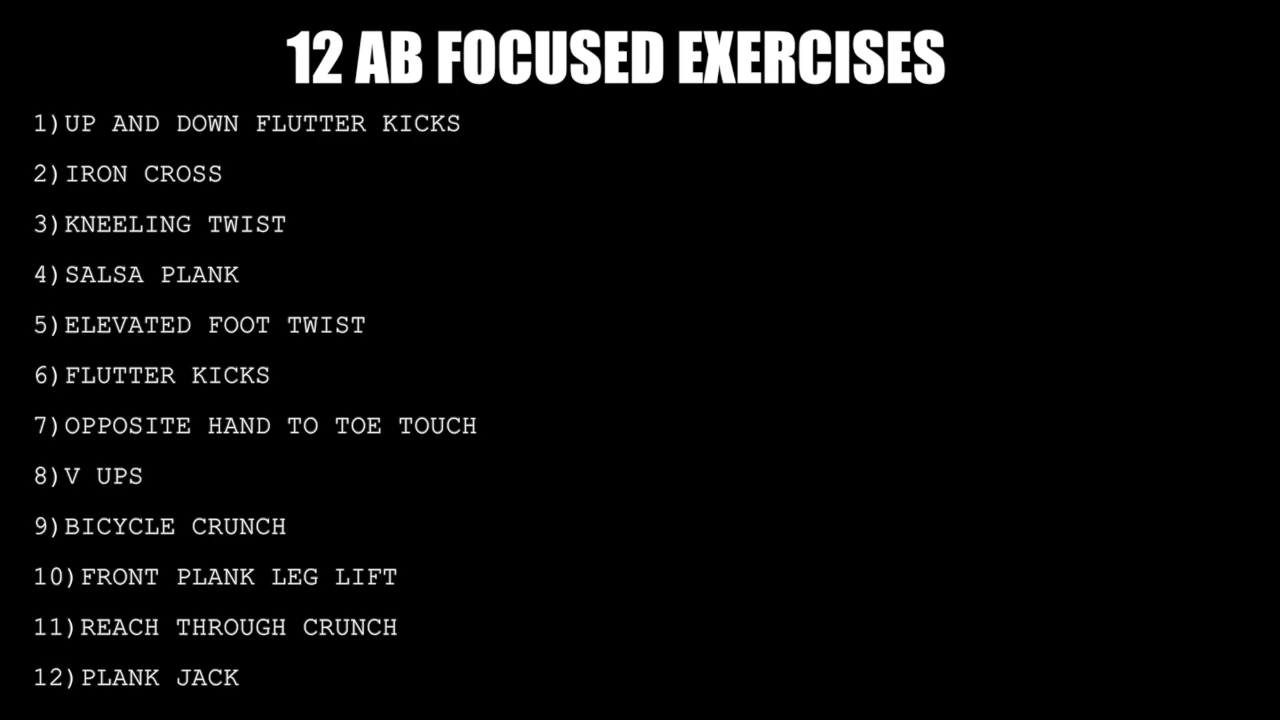 12 AB FOCUSED EXERCISES
1)UP AND DOWN FLUTTER KICKS
2)IRON CROSS
3)KNEELING TWIST
4)SALSA PLANK
5)ELEVATED FOOT TWIST
6)FLUTTER KICKS
7)OPPOSITE HAND TO TOE TOUCH
8)V UPS
9)BICYCLE CRUNCH
10)FRONT PLANK LEG LIFT
11)REACH THROUGH CRUNCH
12)PLANK JACK